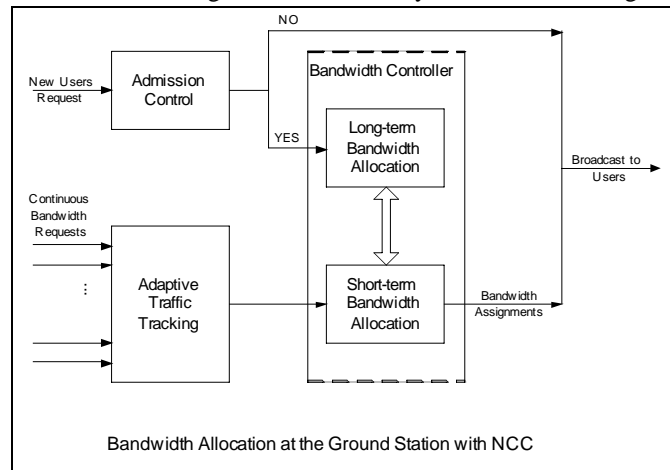 NO
New Users
Request
Admission
Control
Bandwidth Controller
YES
Long-term
Bandwidth
Allocation
Broadcast to
Users
Continuous
Bandwidth
Requests
...
Adaptive
Traffic
Tracking
Short-term
Bandwidth
Allocation
Bandwidth
Assignments
Bandwidth Allocation at the Ground Station with NCC